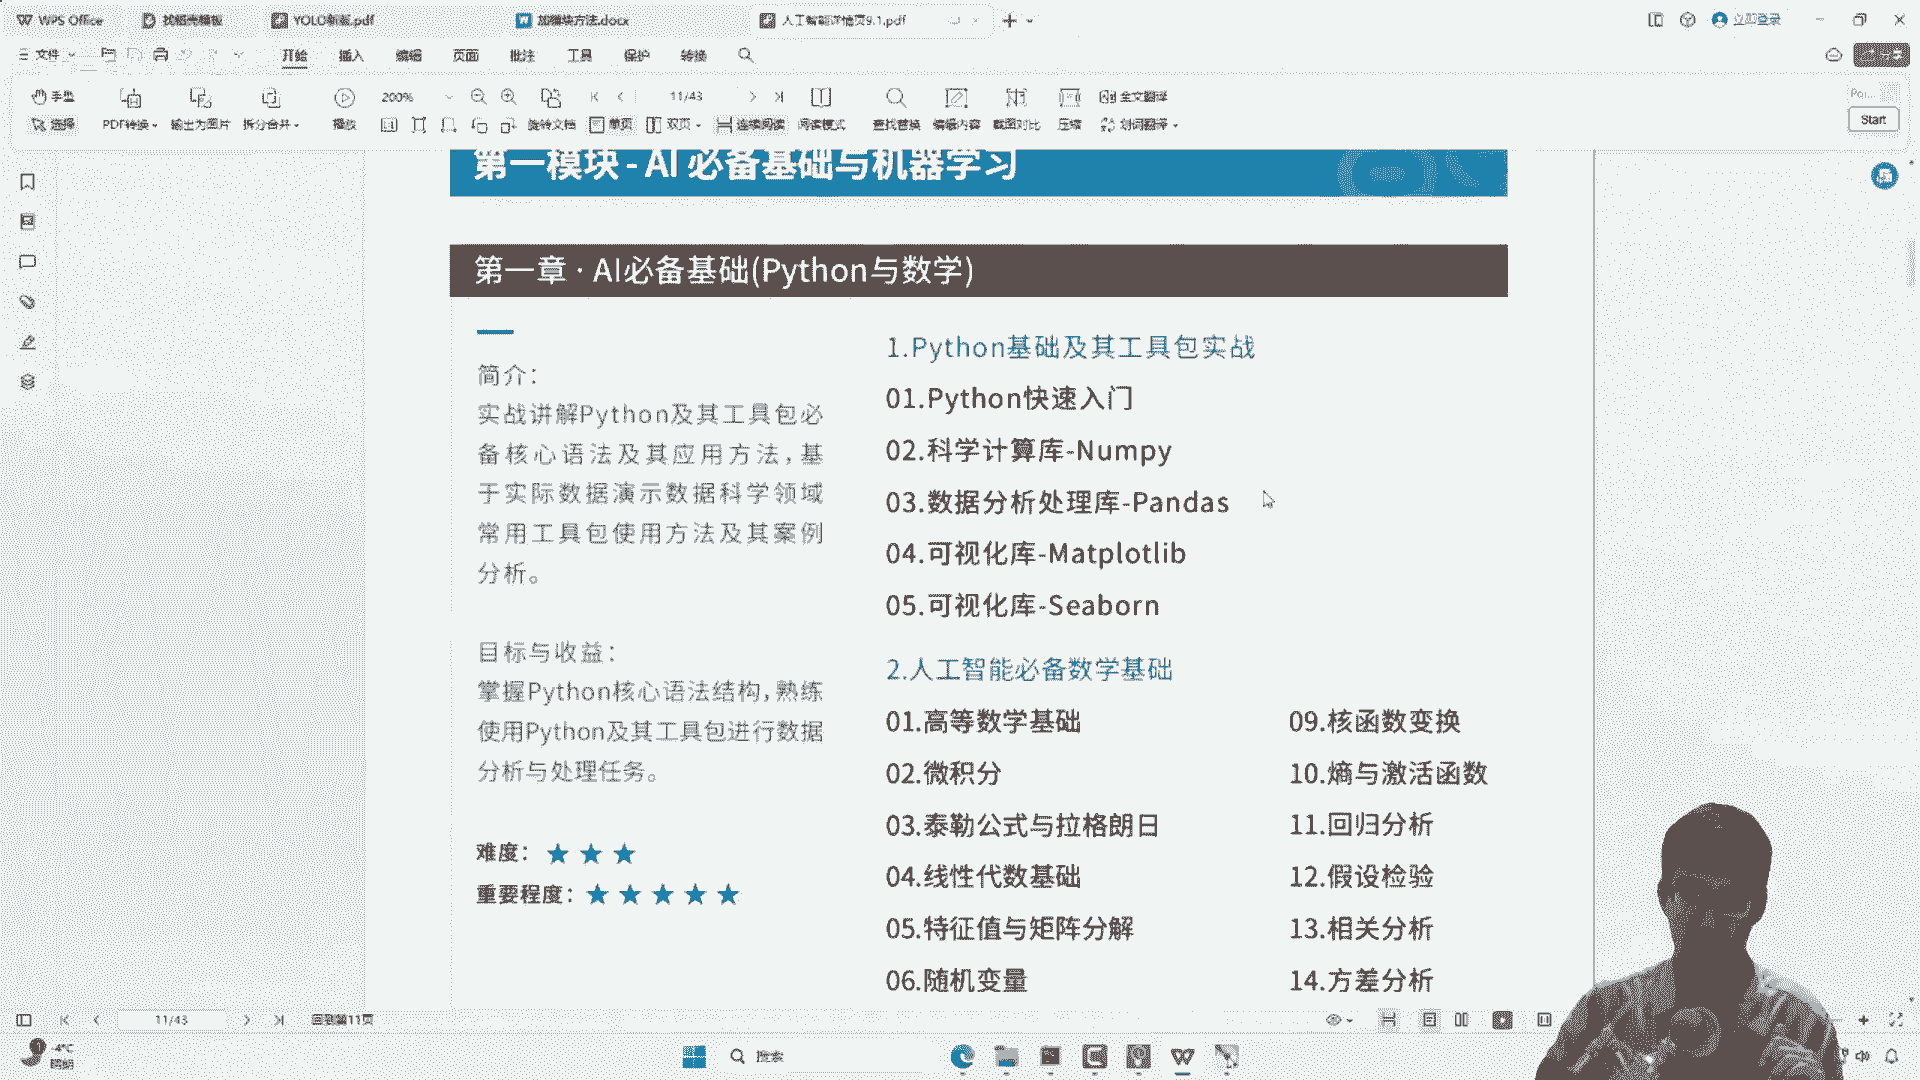 WPS Office
找稻壳模板
YOLO新版.pdf
加模块方法.docx
人工智能详情页9.1.pdf
立即登录
文件
开始
插入
编辑
页面
批注
工具
保护
转换
手型
200%
11/43
全文翻译
选择
PDF转换
输出为图片
拆分合并
播放
旋转文档
单页
双页
连续阅读
阅读模式
查找替换
编辑内容
截图对比
压缩
划词翻译
Start
第一模块-AI 必备基础与机器学习
第一章·AI必备基础(Python与数学)
简介：
实战讲解Python及其工具包必
备核心语法及其应用方法，基
于实际数据演示数据科学领域
常用工具包使用方法及其案例
分析。
目标与收益：
掌握Python核心语法结构，熟练
使用Python及其工具包进行数据
分析与处理任务。
难度：★★★
重要程度：★★★★★
1.Python基础及其工具包实战
01.Python快速入门
02.科学计算库-Numpy
03.数据分析处理库-Pandas
04.可视化库-Matplotlib
05.可视化库-Seaborn
2.人工智能必备数学基础
01.高等数学基础
02.微积分
03.泰勒公式与拉格朗日
04.线性代数基础
05.特征值与矩阵分解
06.随机变量
09.核函数变换
10.熵与激活函数
11.回归分析
12.假设检验
13.相关分析
14.方差分析
11/43
回到第11页
-4°C
晴朗
搜索